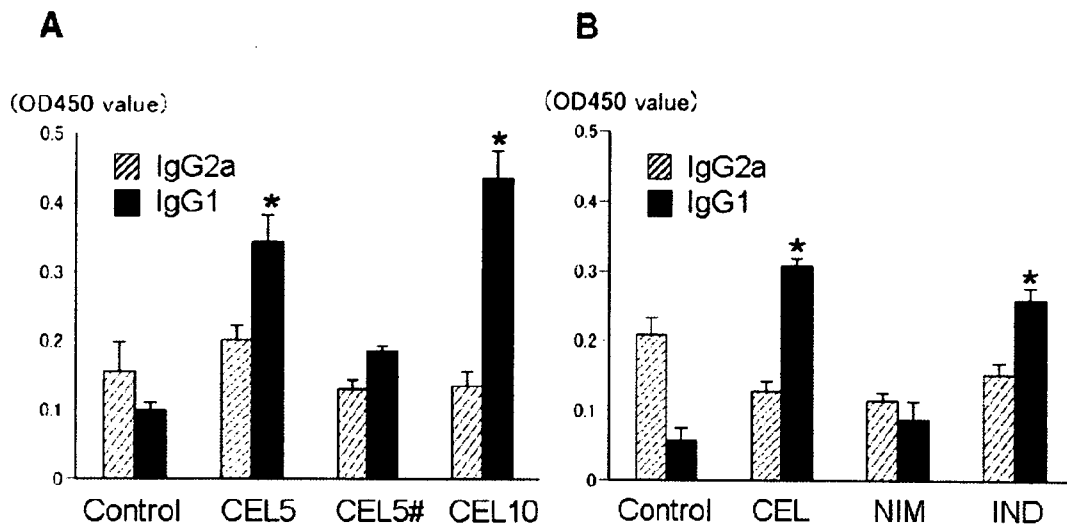 A
B
(OD450 value)
(OD450 value)
0.5
IgG2a
IgG1
0.4
0.3
0.2
0.1
0
*
*
Control CEL5 CEL5# CEL10
0.5
IgG2a
IgG1
0.4
0.3
0.2
0.1
0
*
*
Control CEL NIM IND